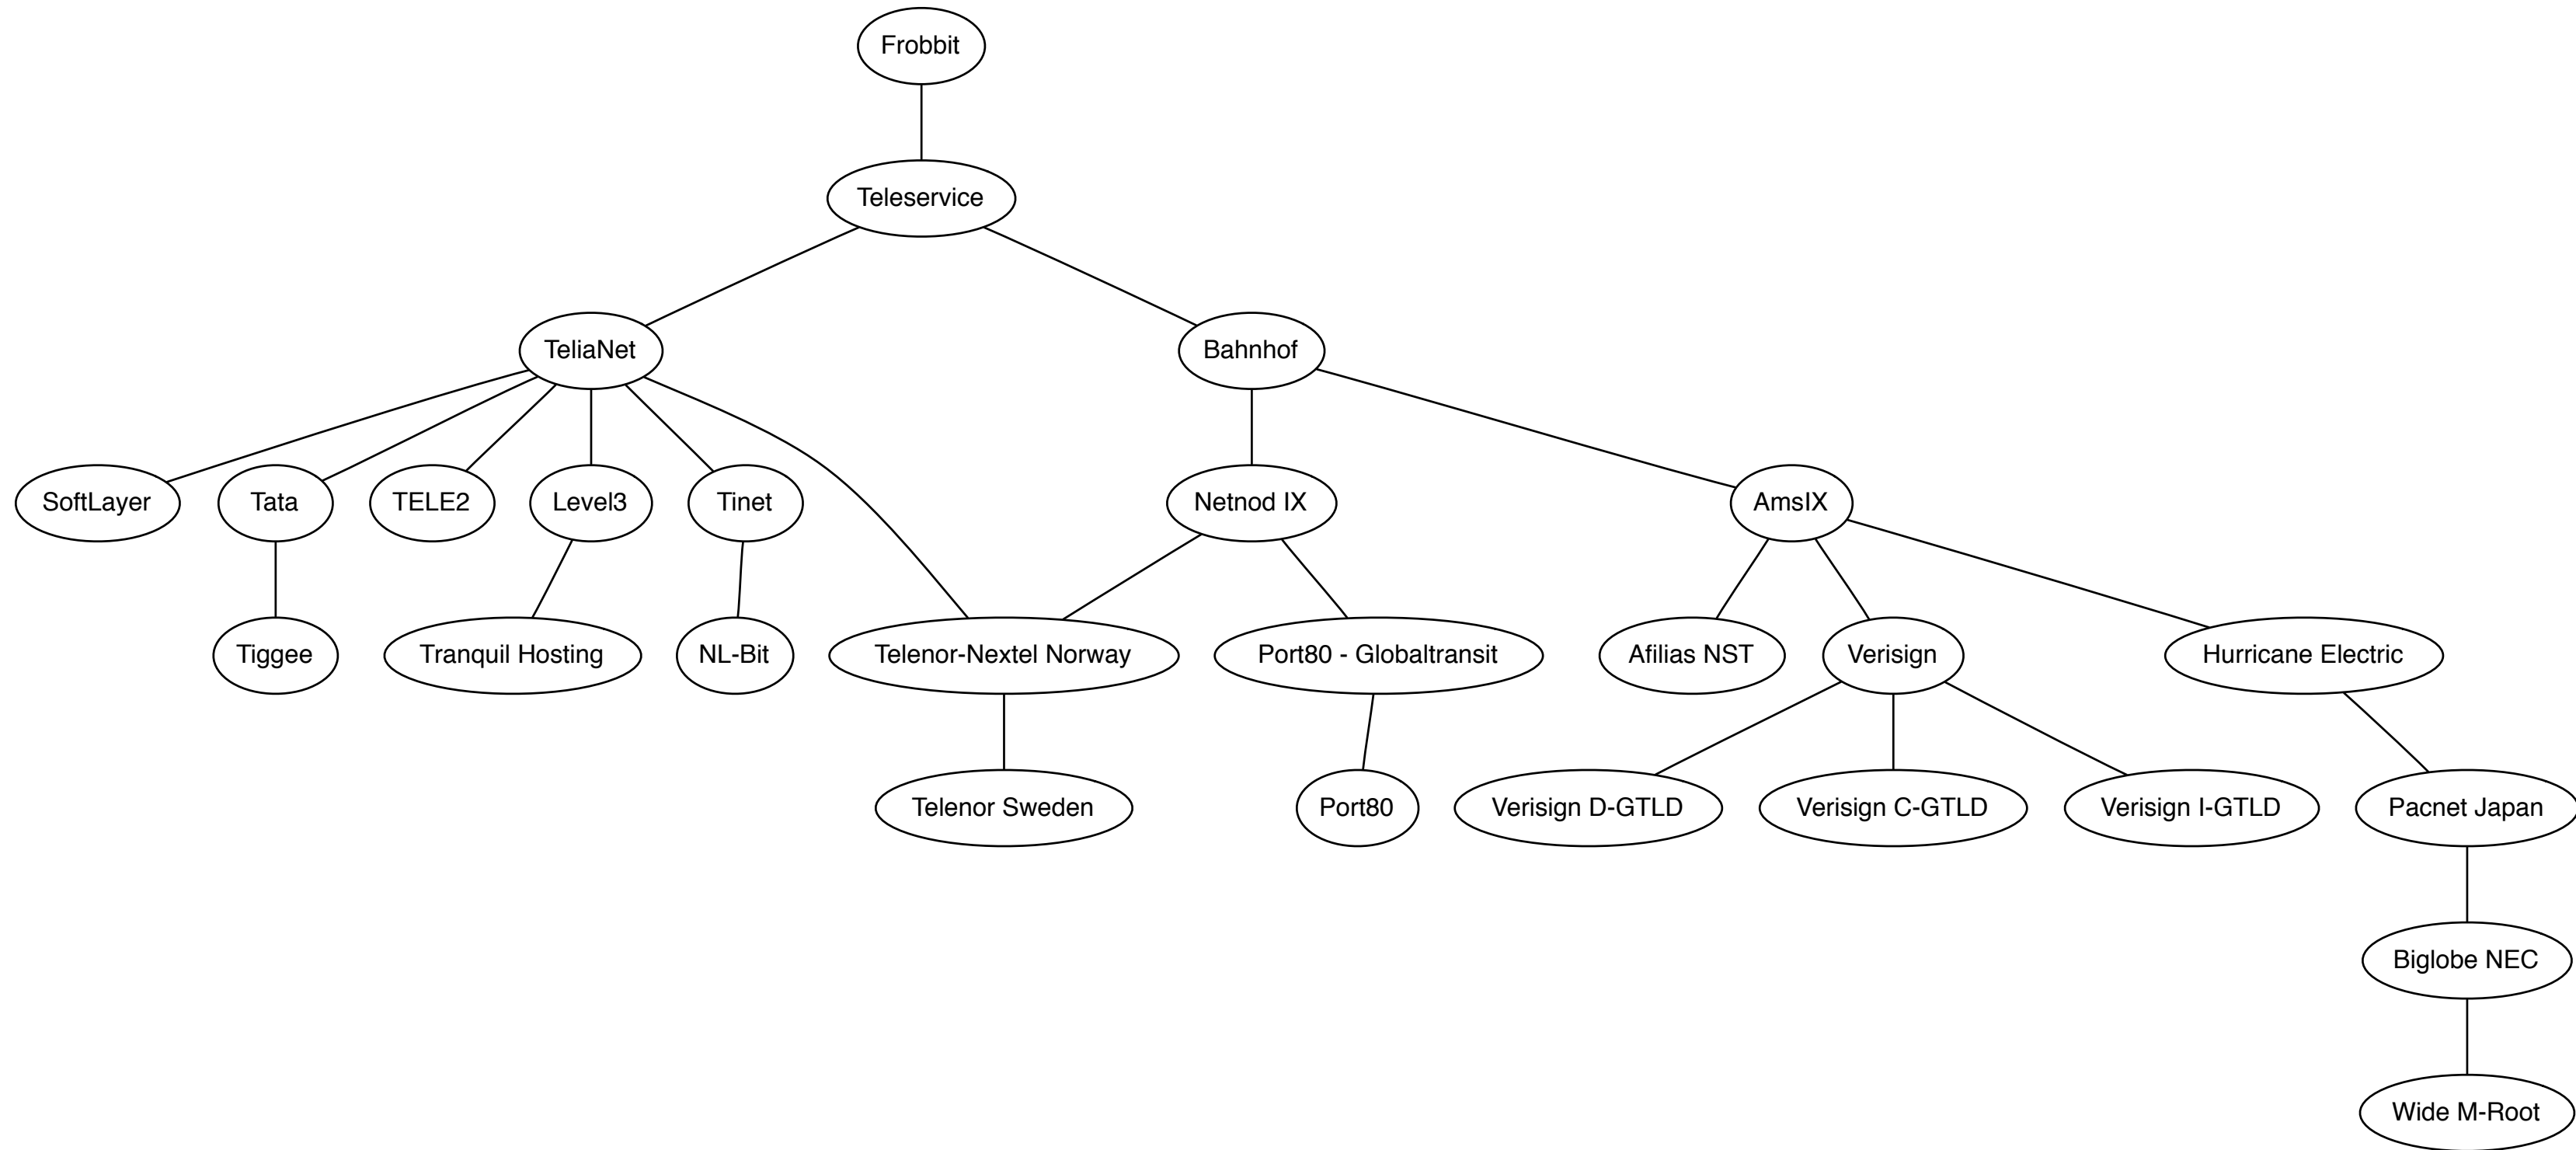 Frobbit
Teleservice
TeliaNet
Bahnhof
SoftLayer
Tata
TELE2
Level3
Tinet
Netnod IX
AmsIX
Tiggee
Tranquil Hosting
NL-Bit
Telenor-Nextel Norway
Port80 - Globaltransit
Afilias NST
Verisign
Hurricane Electric
Telenor Sweden
Port80
Verisign D-GTLD
Verisign C-GTLD
Verisign I-GTLD
Pacnet Japan
Biglobe NEC
Wide M-Root